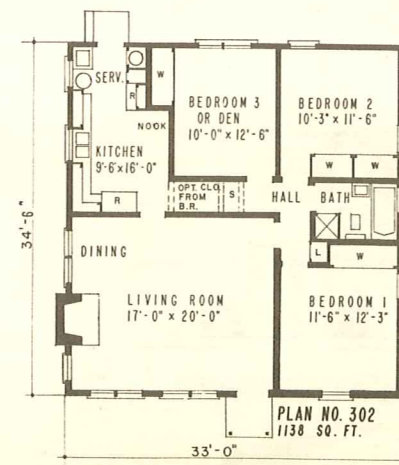 SERV.
W
R
NOOK
KITCHEN
9'-6"x16'-0"
R
BEDROOM 3
OR DEN
10'-0" x 12'-6"
BEDROOM 2
10'-3" x 11'-6"
W
W
OPT. CLO.
FROM
B.R.
S
HALL
BATH
L
W
34'-6"
DINING
LIVING ROOM
17'-0" x 20'-0"
BEDROOM 1
11'-6" x 12'-3"
PLAN NO. 302
1138 SQ. FT.
33'-0"